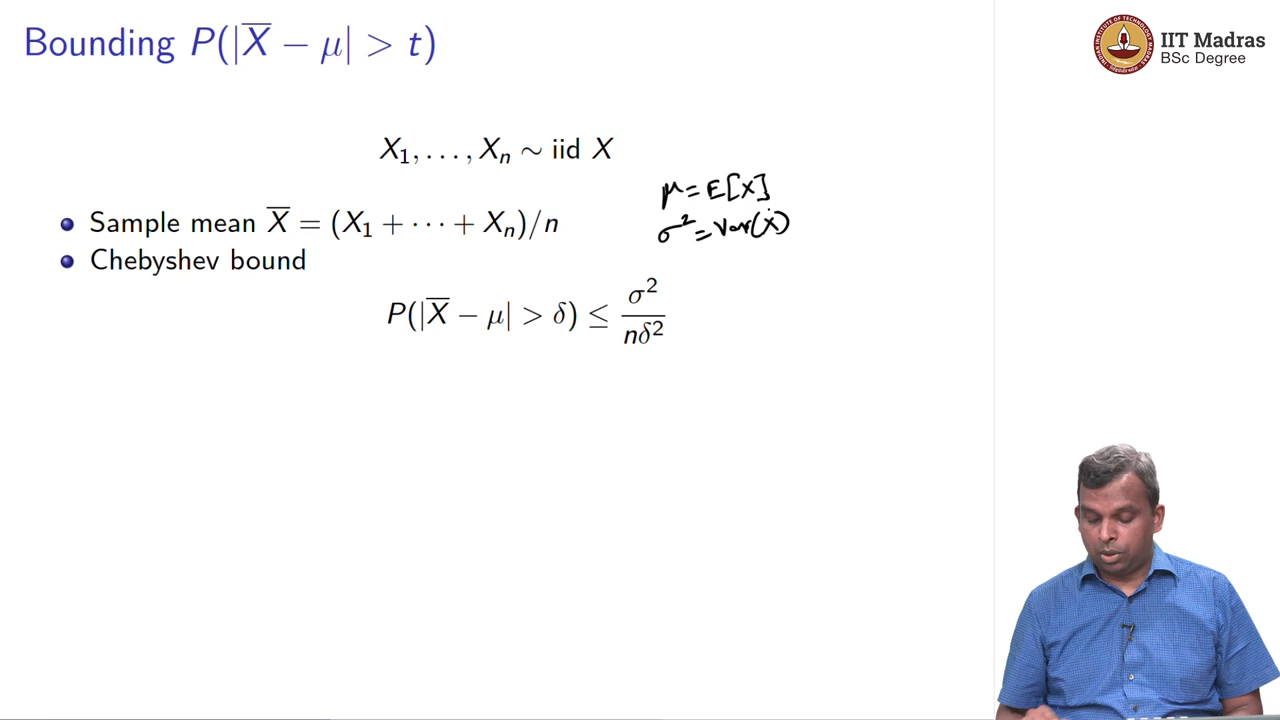 Bounding P(|X̅ − μ| > t)
IIT Madras
BSc Degree
X₁, . . . , Xₙ ∼ iid X
μ = E[X]
σ² = Var(X)
Sample mean X̅ = (X₁ + · · · + Xₙ)/n
Chebyshev bound
P(|X̅ − μ| > δ) ≤ σ²/nδ²